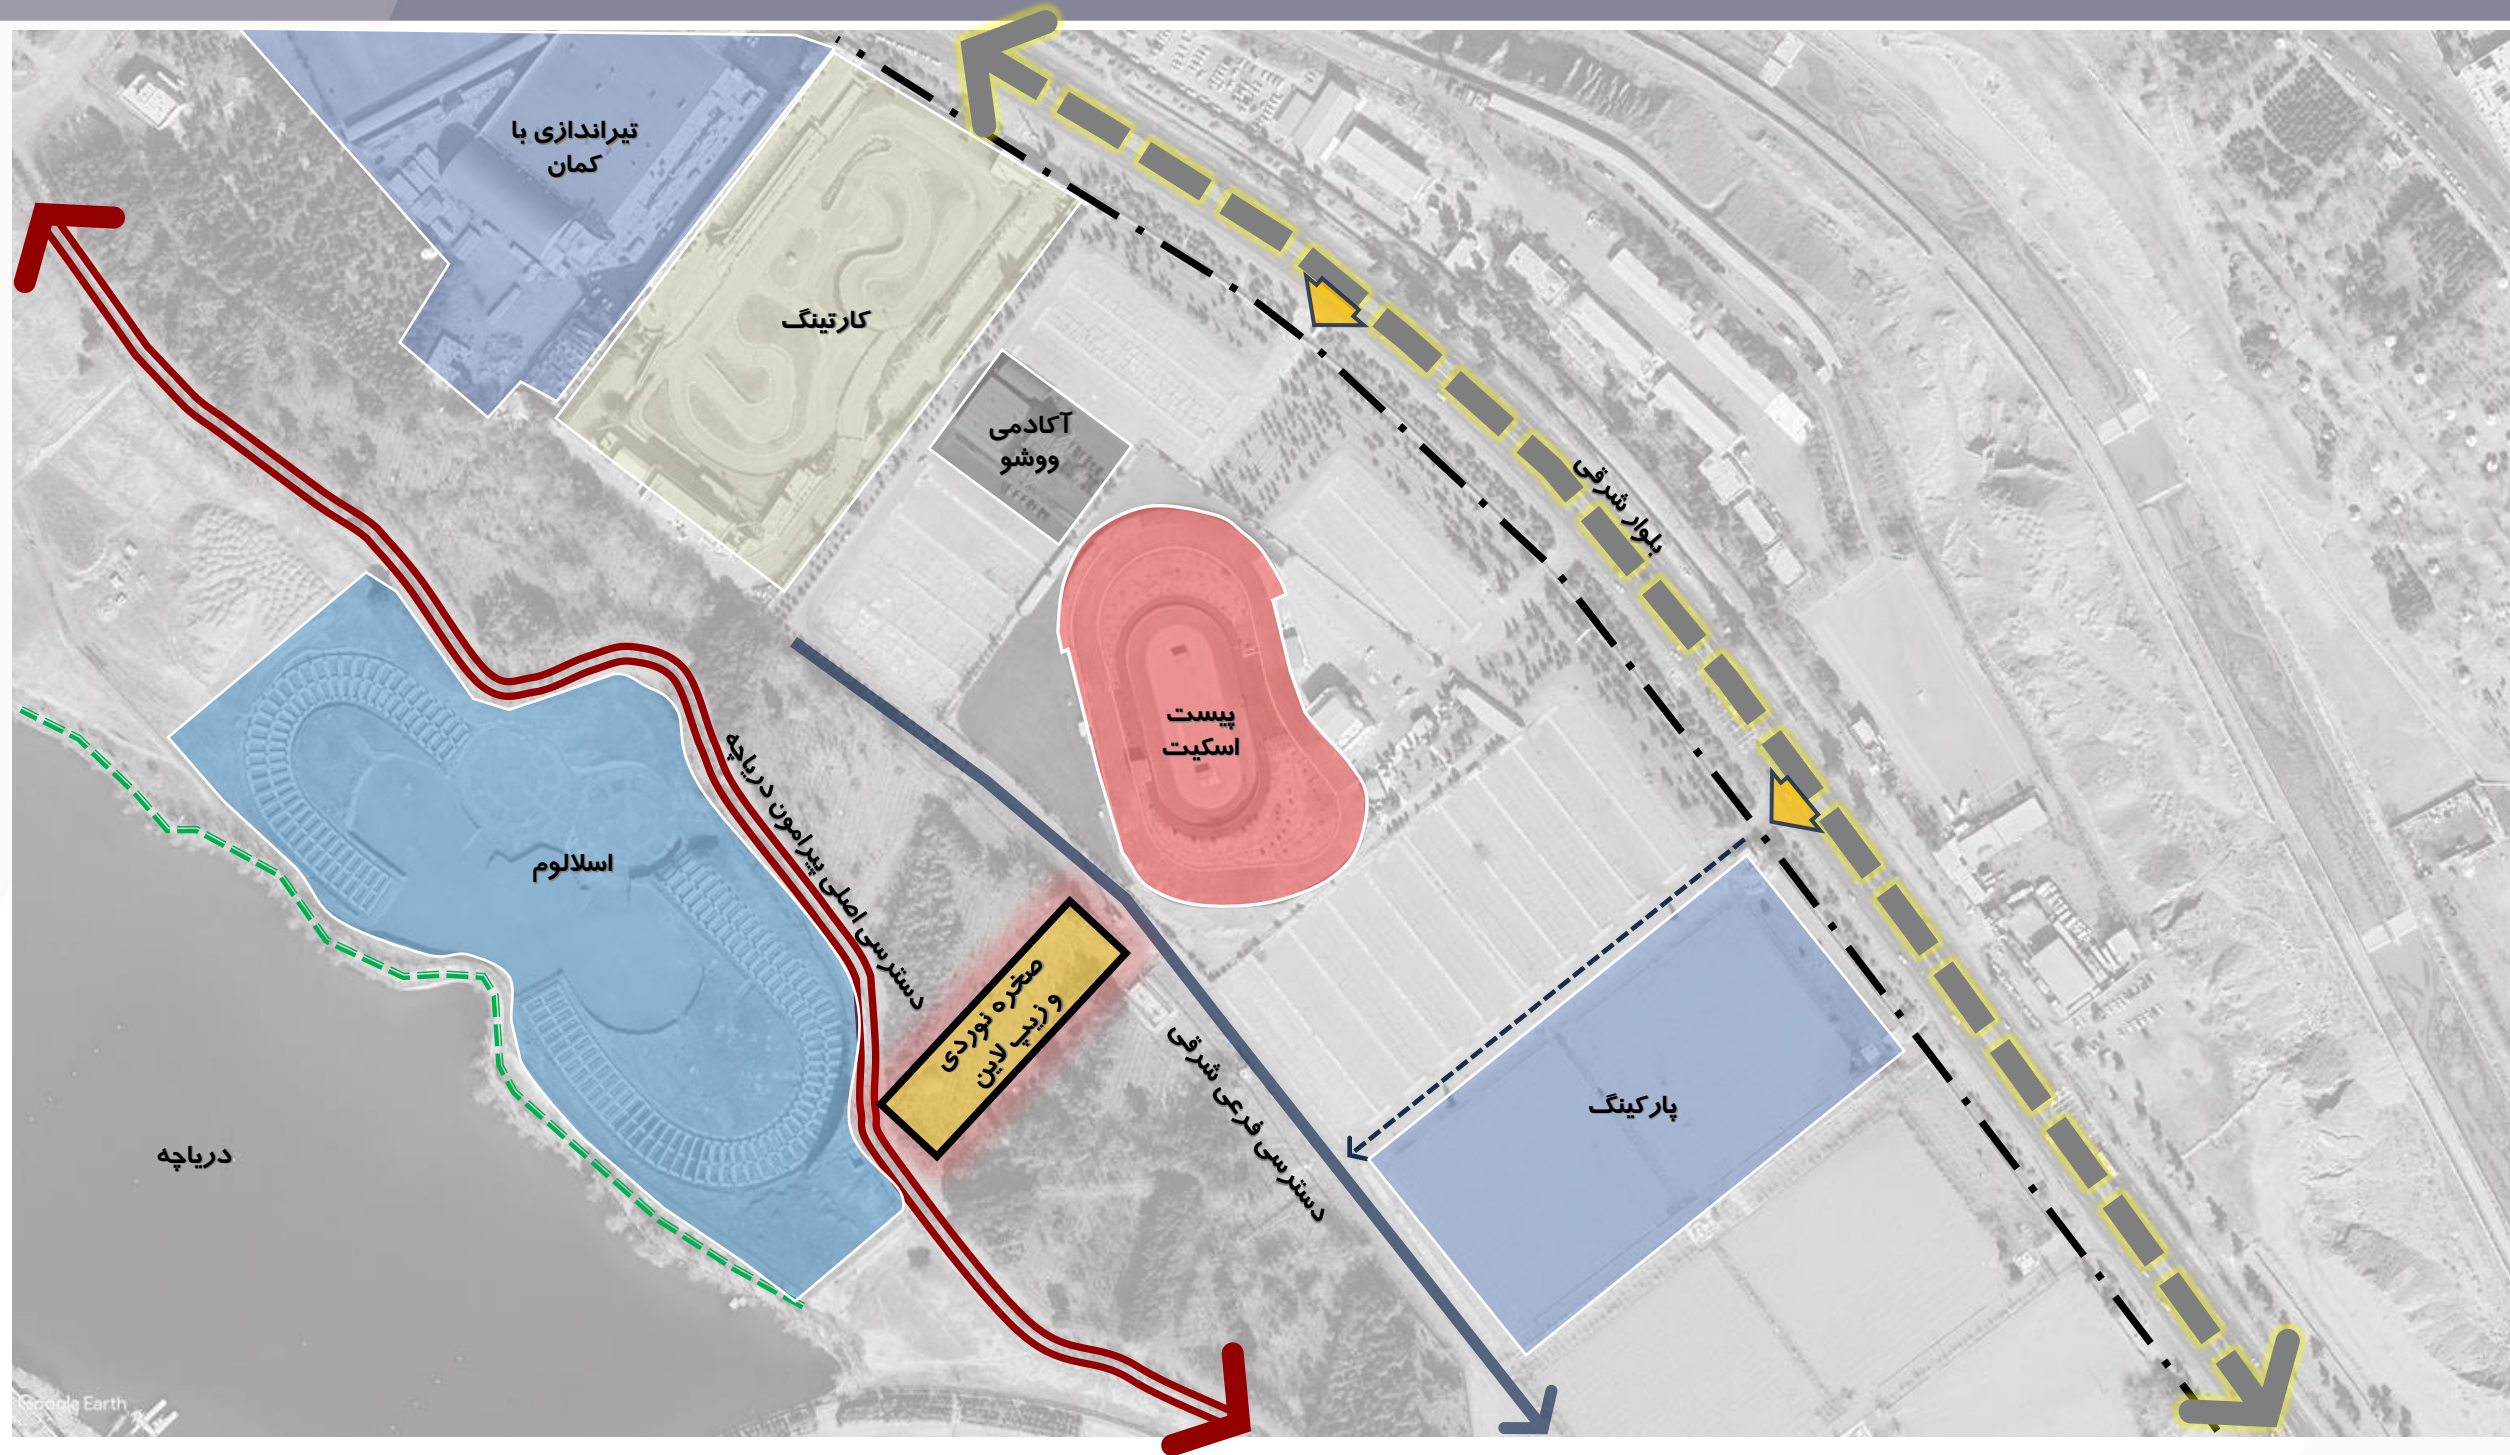 تیراندازی با
کمان
کارتینگ
آکادمی
ووشو
بلوار شرقی
پیست
اسکیت
دسترسی اصلی پیرامون دریاچه
اسلالوم
صخره نوردی
و زیپ لاین
دسترسی فرعی شرقی
پارکینگ
دریاچه
Google Earth